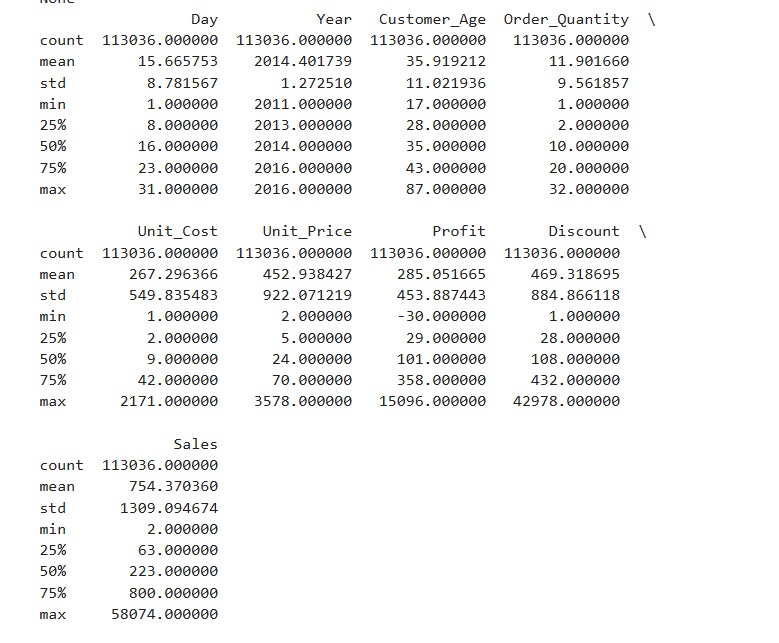 None
Day Year Customer_Age Order_Quantity \
count 113036.000000 113036.000000 113036.000000 113036.000000
mean 15.665753 2014.401739 35.919212 11.901660
std 8.781567 1.272510 11.021936 9.561857
min 1.000000 2011.000000 17.000000 1.000000
25% 8.000000 2013.000000 28.000000 2.000000
50% 16.000000 2014.000000 35.000000 10.000000
75% 23.000000 2016.000000 43.000000 20.000000
max 31.000000 2016.000000 87.000000 32.000000
Unit_Cost Unit_Price Profit Discount \
count 113036.000000 113036.000000 113036.000000 113036.000000
mean 267.296366 452.938427 285.051665 469.318695
std 549.835483 922.071219 453.887443 884.866118
min 1.000000 2.000000 -30.000000 1.000000
25% 2.000000 5.000000 29.000000 28.000000
50% 9.000000 24.000000 101.000000 108.000000
75% 42.000000 70.000000 358.000000 432.000000
max 2171.000000 3578.000000 15096.000000 42978.000000
Sales
count 113036.000000
mean 754.370360
std 1309.094674
min 2.000000
25% 63.000000
50% 223.000000
75% 800.000000
max 58074.000000